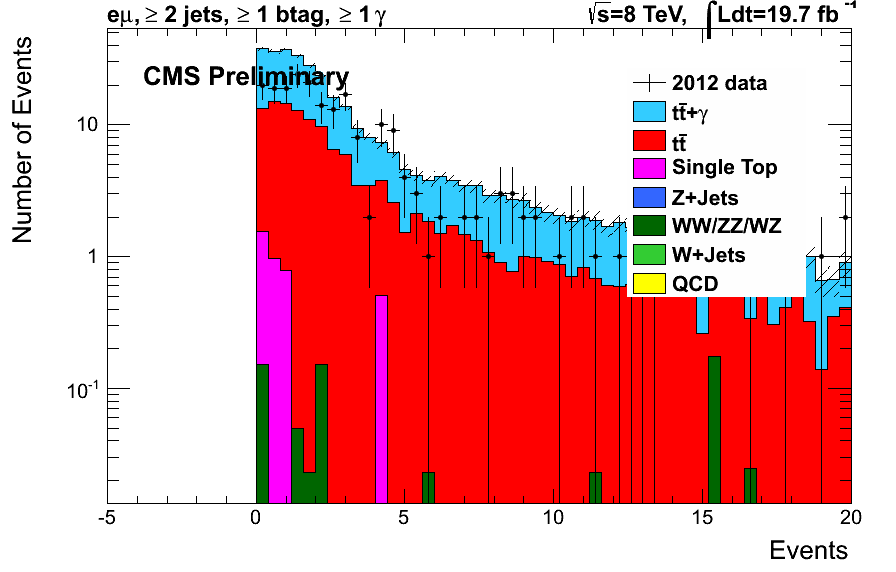 eμ, ≥ 2 jets, ≥ 1 btag, ≥ 1 γ
√s=8 TeV, ∫Ldt=19.7 fb⁻¹
CMS Preliminary
Number of Events
10
1
10⁻¹
2012 data
tt̄+γ
tt̄
Single Top
Z+Jets
WW/ZZ/WZ
W+Jets
QCD
-5 0 5 10 15 20
Events